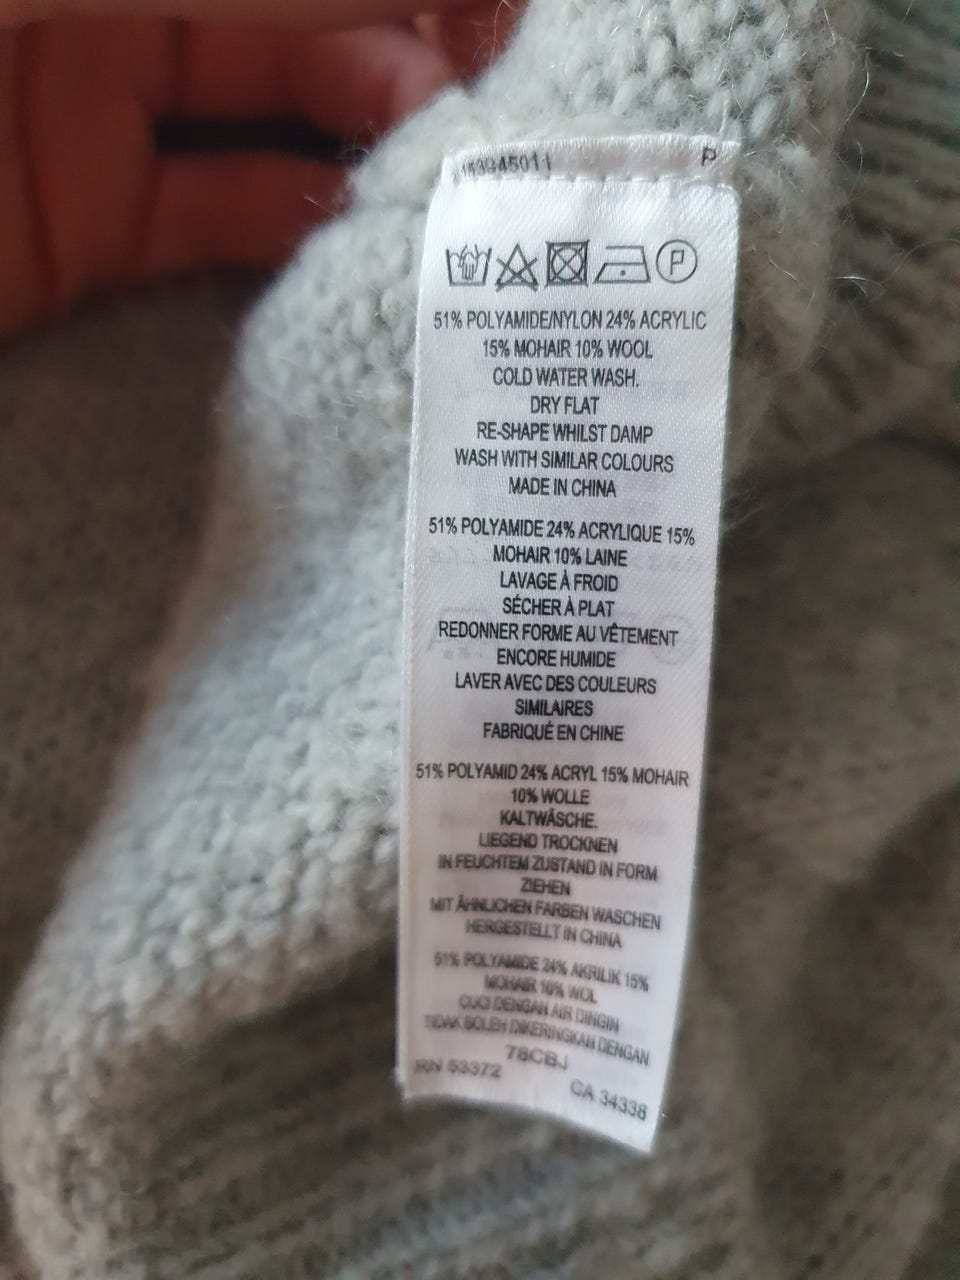 P
P
51% POLYAMIDE/NYLON 24% ACRYLIC
15% MOHAIR 10% WOOL
COLD WATER WASH.
DRY FLAT
RE-SHAPE WHILST DAMP
WASH WITH SIMILAR COLOURS
MADE IN CHINA
51% POLYAMIDE 24% ACRYLIQUE 15%
MOHAIR 10% LAINE
LAVAGE À FROID
SÉCHER À PLAT
REDONNER FORME AU VÊTEMENT
ENCORE HUMIDE
LAVER AVEC DES COULEURS
SIMILAIRES
FABRIQUÉ EN CHINE
51% POLYAMID 24% ACRYL 15% MOHAIR
10% WOLLE
KALTWÄSCHE.
LIEGEND TROCKNEN
IN FEUCHTEM ZUSTAND IN FORM
ZIEHEN
MIT ÄHNLICHEN FARBEN WASCHEN
HERGESTELLT IN CHINA
51% POLYAMIDE 24% AKRILIK 15%
MOHAIR 10% WOL
CUCI DENGAN AIR DINGIN
TIDAK BOLEH DIKERINGKAN DENGAN
78CBJ
RN 53372
CA 34338